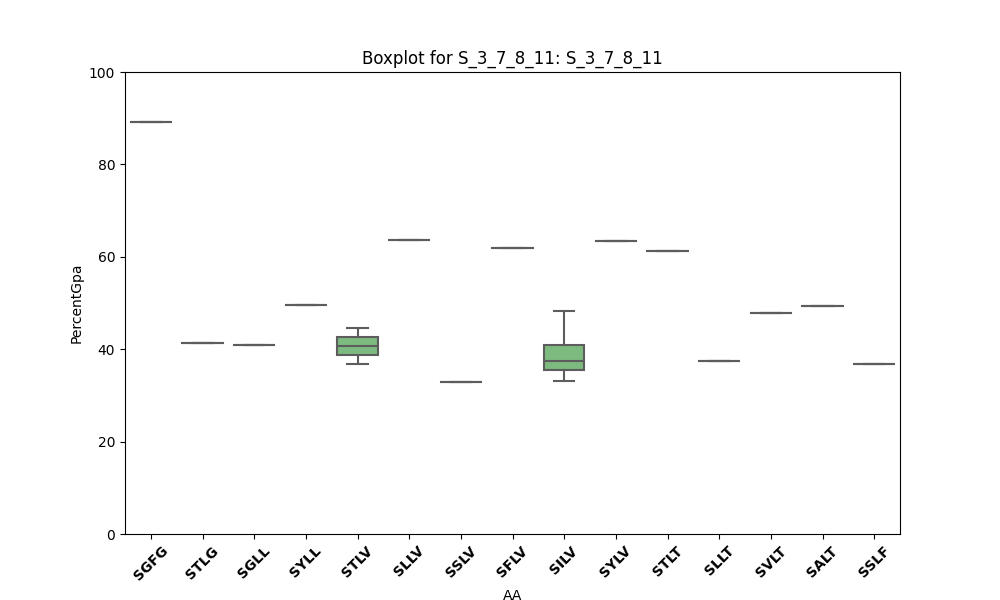 Boxplot for S_3_7_8_11: S_3_7_8_11
100
80
60
40
20
0
PercentGpa
SGFG STLG SGLL SYLL STLV SLLV SSLV SFLV SILV SYLV STLT SLLT SVLT SALT SSLF
AA